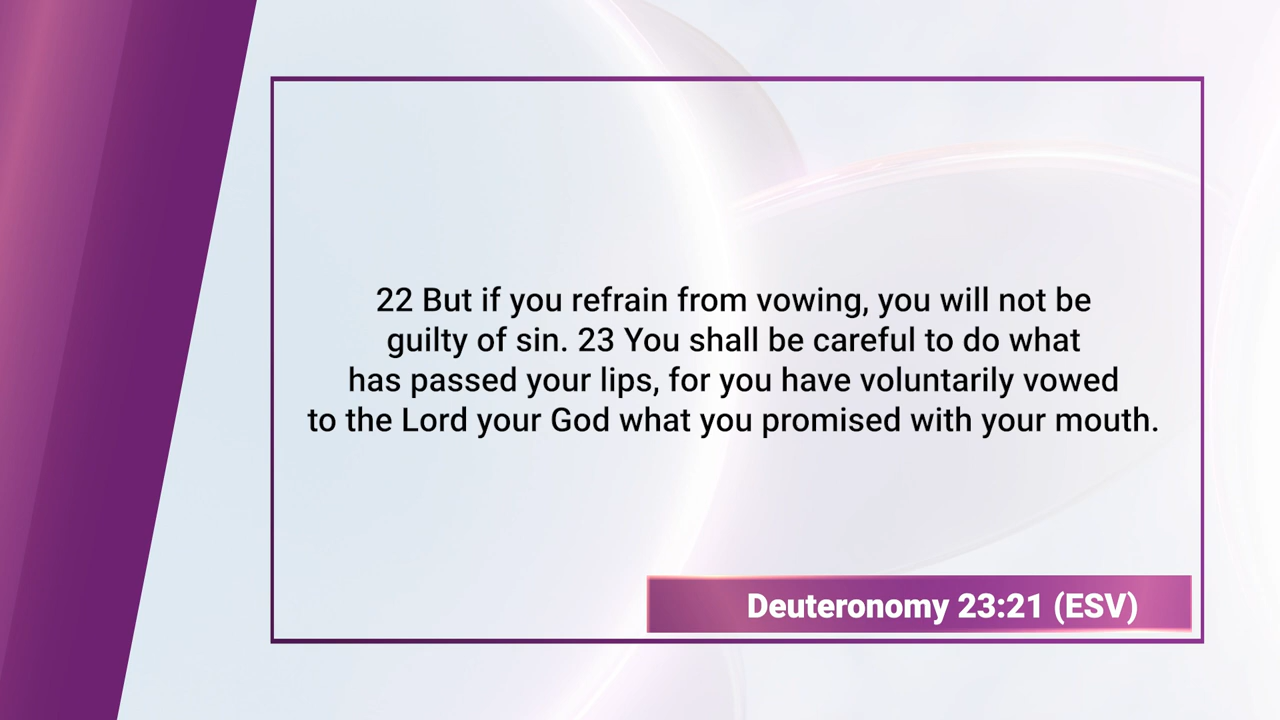 22 But if you refrain from vowing, you will not be
guilty of sin. 23 You shall be careful to do what
has passed your lips, for you have voluntarily vowed
to the Lord your God what you promised with your mouth.
Deuteronomy 23:21 (ESV)